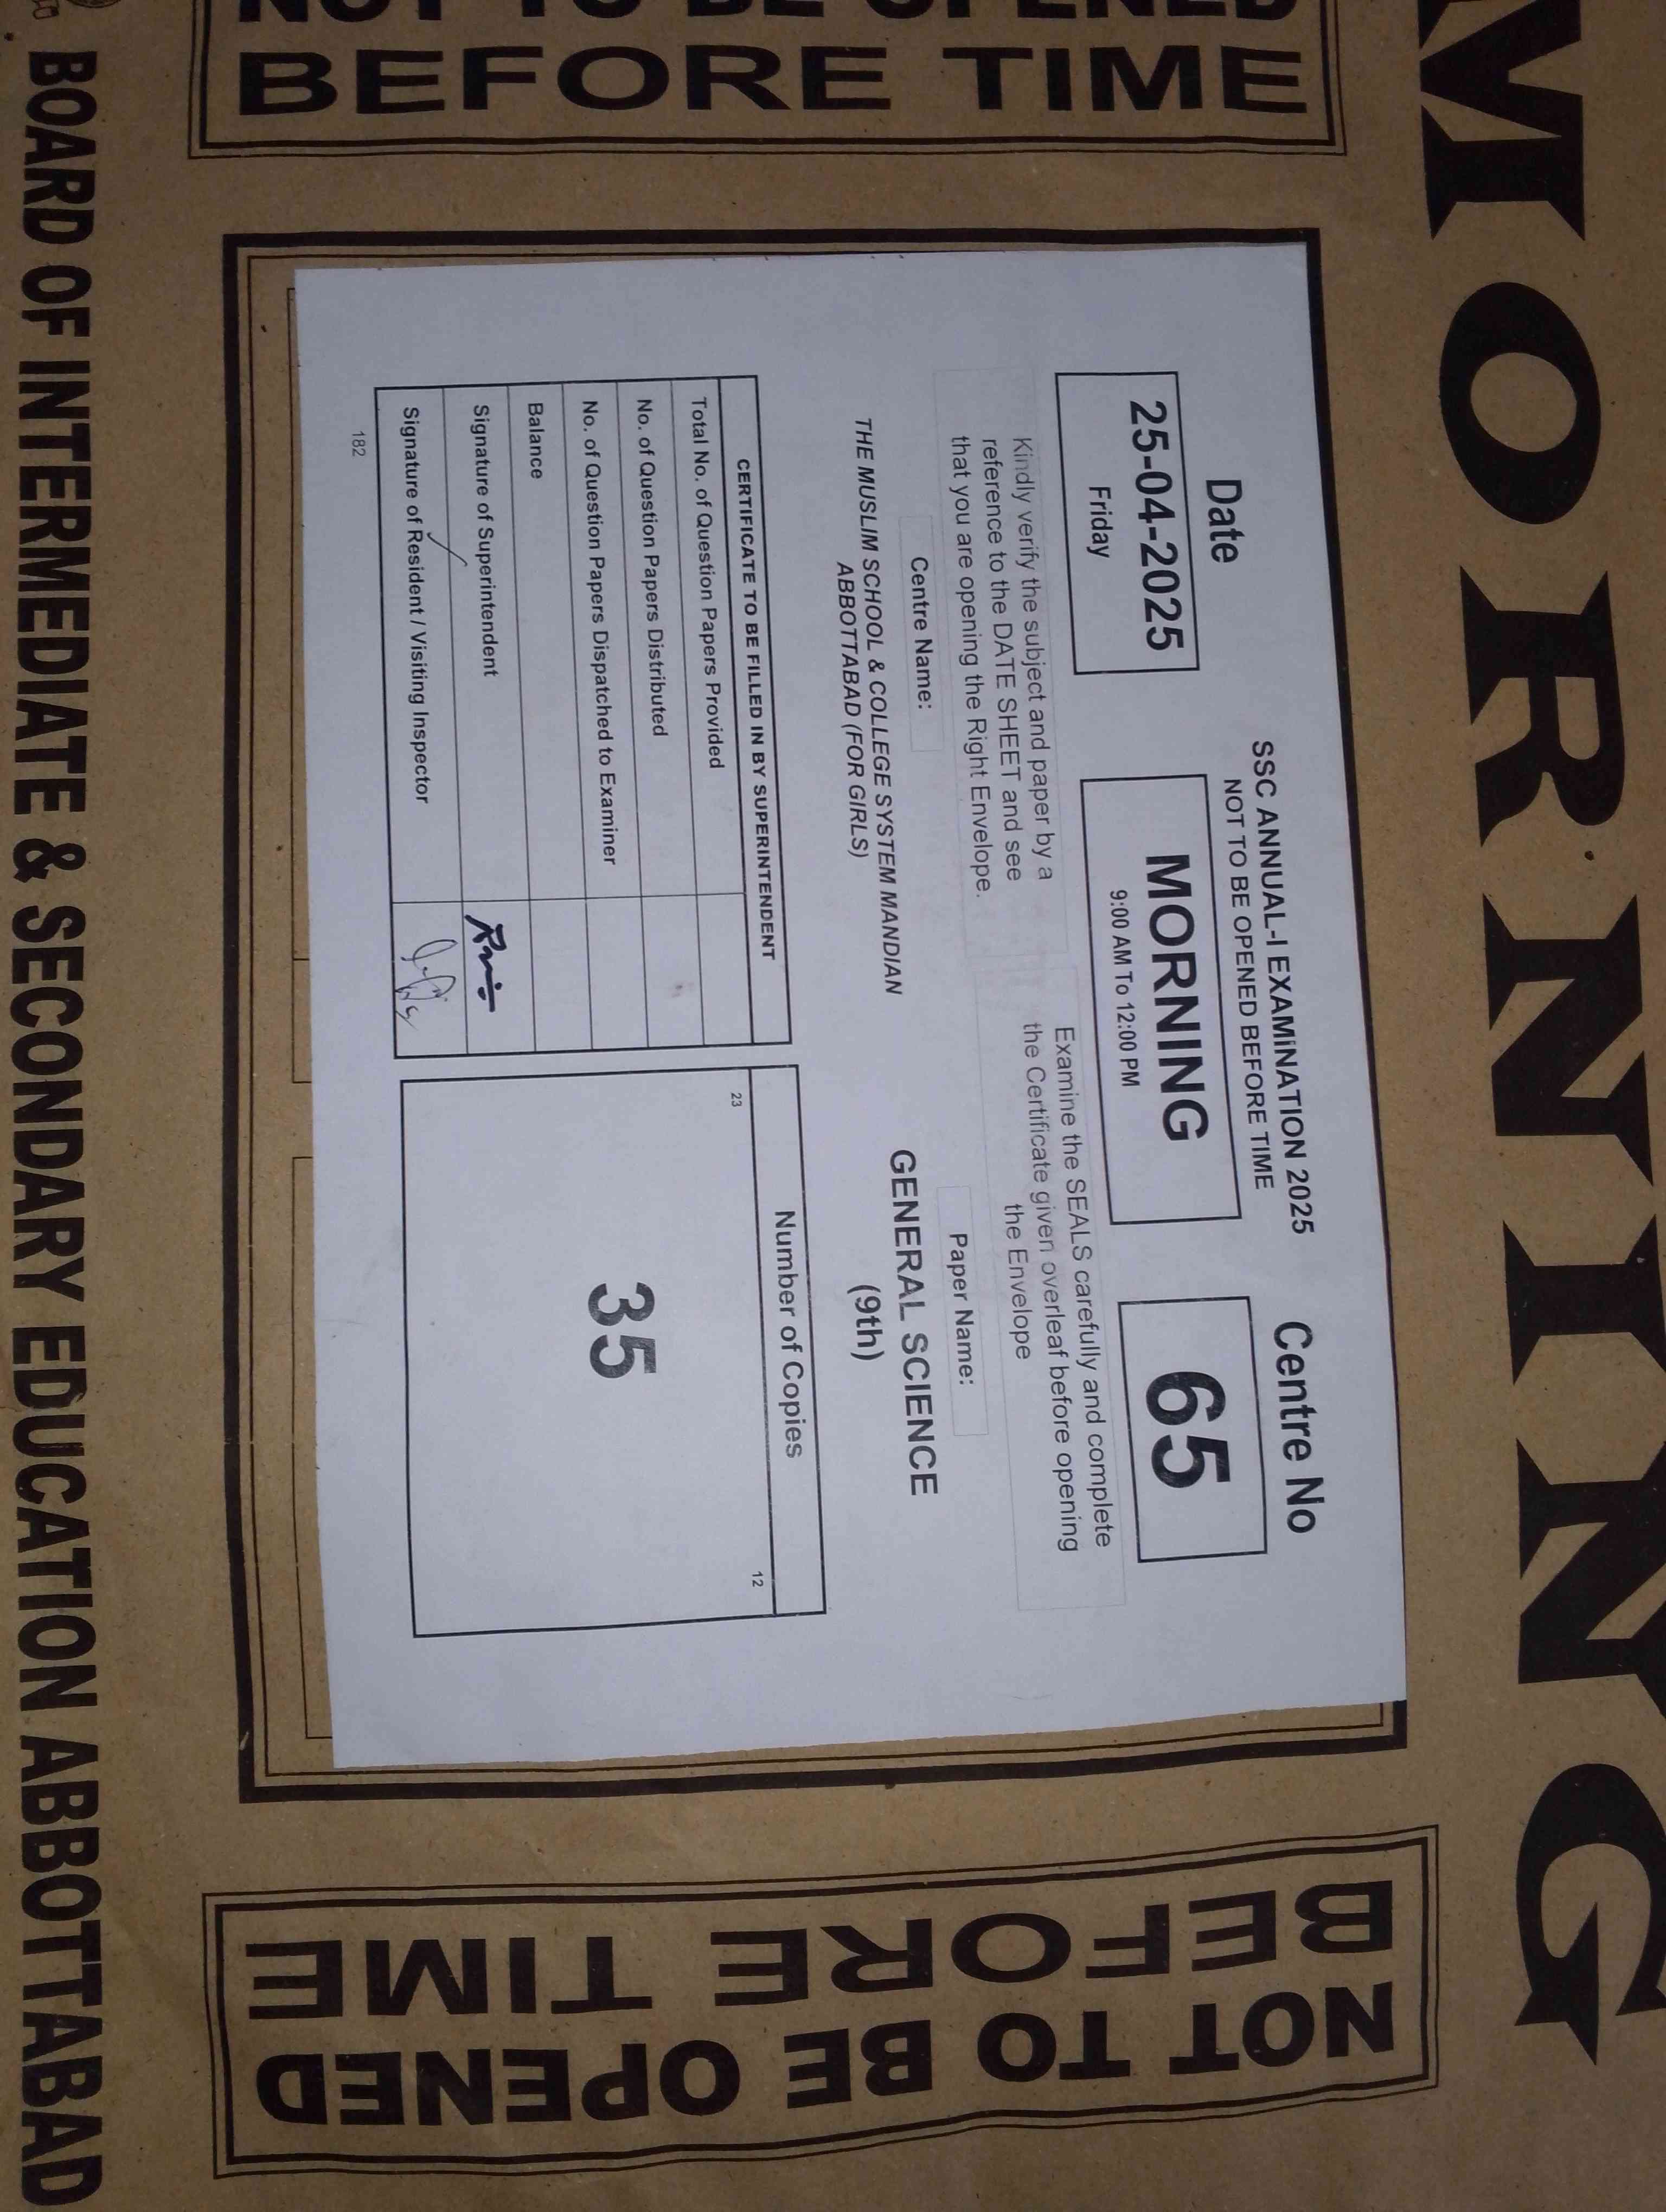 MORNING
NOT TO BE OPENED
BEFORE TIME
SSC ANNUAL-I EXAMINATION 2025
NOT TO BE OPENED BEFORE TIME
Date
25-04-2025
Friday
MORNING
9:00 AM To 12:00 PM
Centre No
65
Kindly verify the subject and paper by a
reference to the DATE SHEET and see
that you are opening the Right Envelope.
Examine the SEALS carefully and complete
the Certificate given overleaf before opening
the Envelope
Centre Name:
THE MUSLIM SCHOOL & COLLEGE SYSTEM MANDIAN
ABBOTTABAD (FOR GIRLS)
Paper Name:
GENERAL SCIENCE
(9th)
CERTIFICATE TO BE FILLED IN BY SUPERINTENDENT
Total No. of Question Papers Provided
No. of Question Papers Distributed
No. of Question Papers Dispatched to Examiner
Balance
Signature of Superintendent
Signature of Resident / Visiting Inspector
182
Number of Copies
23
12
35
NOT TO BE OPENED
BEFORE TIME
BOARD OF INTERMEDIATE & SECONDARY EDUCATION ABBOTTABAD